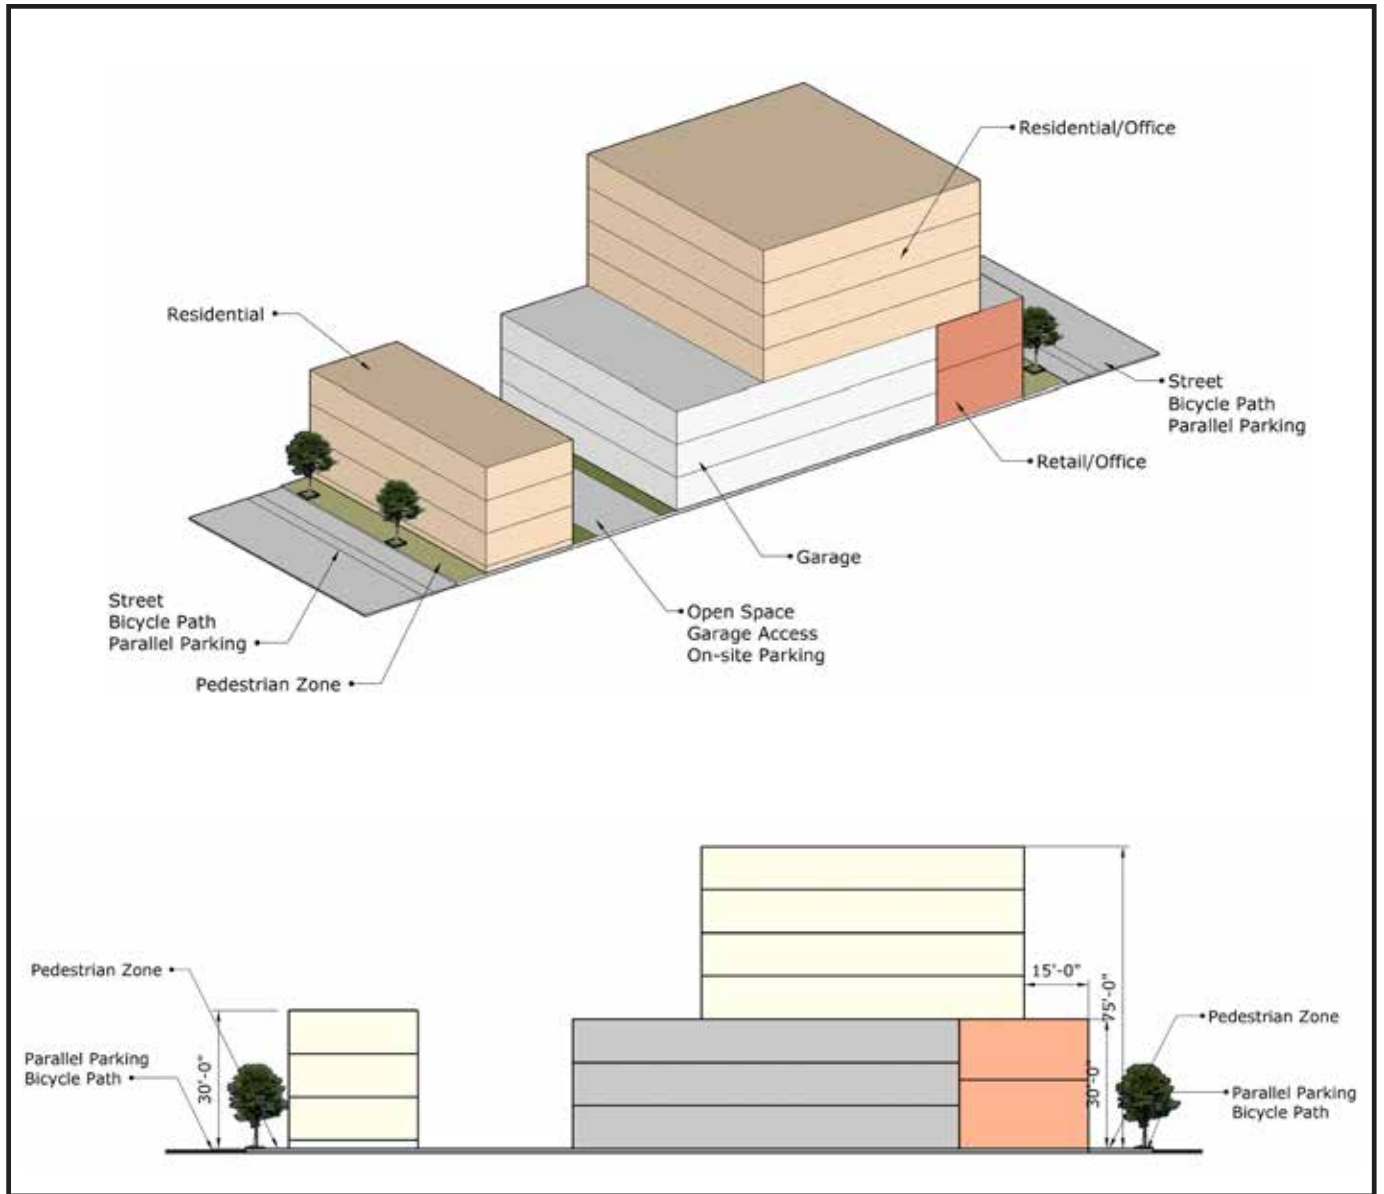 Residential/Office
Residential
Street
Bicycle Path
Parallel Parking
Retail/Office
Garage
Street
Bicycle Path
Parallel Parking
Open Space
Garage Access
On-site Parking
Pedestrian Zone
15'-0"
75'-0"
Pedestrian Zone
Pedestrian Zone
30'-0"
30'-0"
Parallel Parking
Bicycle Path
Parallel Parking
Bicycle Path